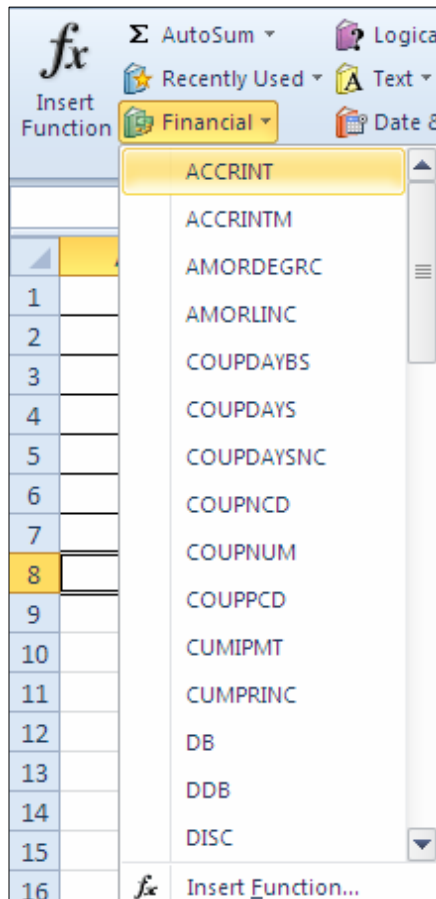 fx
Insert
Function
Σ AutoSum
Recently Used
Financial
Logica
A Text
Date &
ACCRINT
ACCRINTM
AMORDEGRC
AMORLINC
COUPDAYBS
COUPDAYS
COUPDAYSNC
COUPNCD
COUPNUM
COUPPCD
CUMIPMT
CUMPRINC
DB
DDB
DISC
fx Insert Function...
1
2
3
4
5
6
7
8
9
10
11
12
13
14
15
16